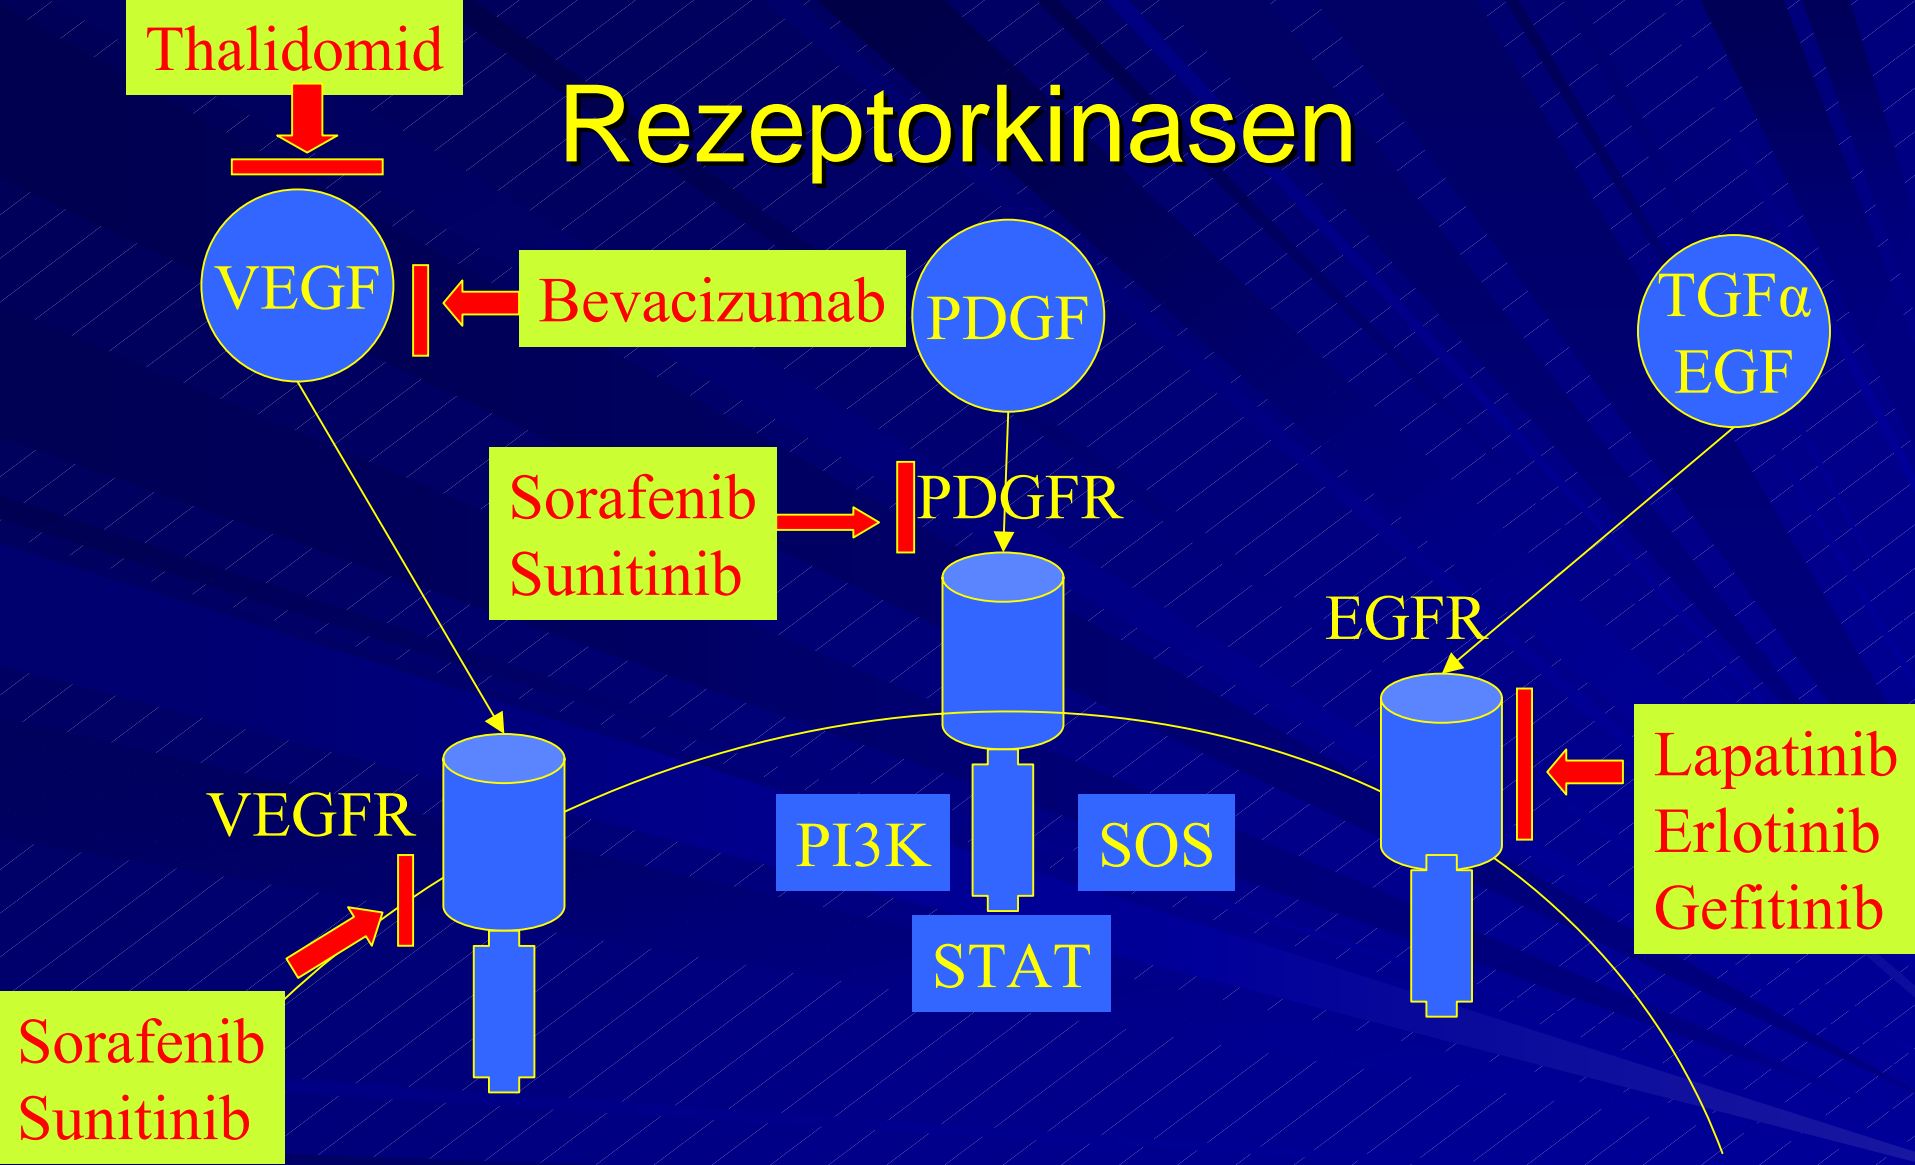 Thalidomid
Rezeptorkinasen
VEGF
Bevacizumab
PDGF
TGFα
EGF
Sorafenib
Sunitinib
PDGFR
EGFR
VEGFR
PI3K
SOS
STAT
Lapatinib
Erlotinib
Gefitinib
Sorafenib
Sunitinib